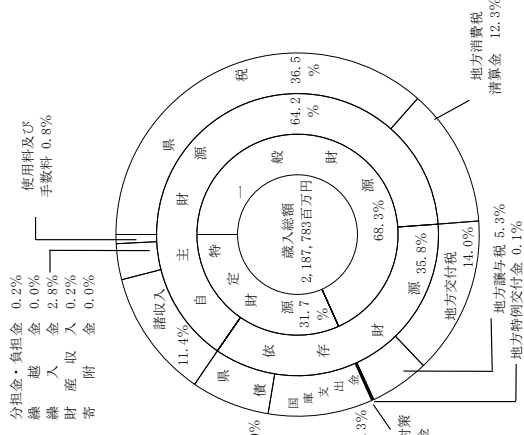 分担金・負担金 0.2%
繰越金 0.0%
繰入金 2.8%
財産収入 0.2%
寄附金 0.0%
使用料及び
手数料 0.8%
諸収入
11.4%
県税
36.5
%
地方消費税
清算金 12.3%
自主財源
64.2
%
特定財源
31.7
%
一般財源
68.3%
歳入総額
2,187,783百万円
依存財源 35.8%
県債
国庫支出金
地方交付税
14.0%
地方譲与税 5.3%
地方特例交付金 0.1%
.3%
対策
金